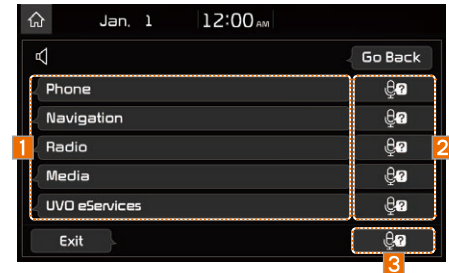 Jan. 1 12:00 AM
Go Back
Phone ?
Navigation ?
1 Radio ? 2
Media ?
UVO eServices ?
Exit ?
3